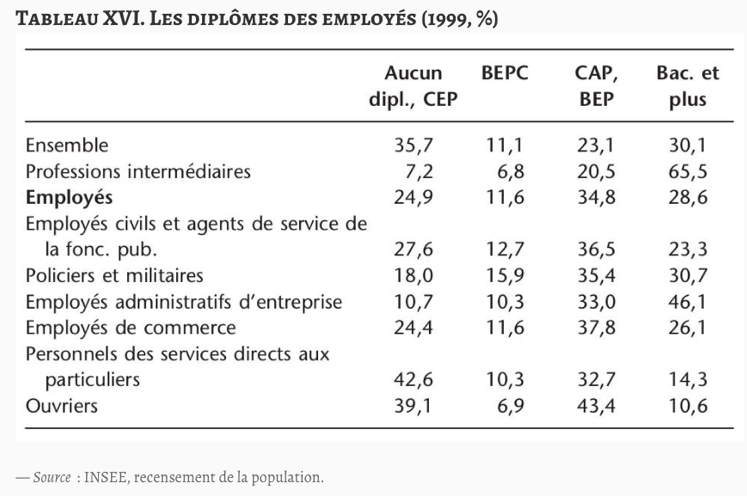 TABLEAU XVI. LES DIPLÔMES DES EMPLOYÉS (1999, %)
Aucun BEPC CAP, Bac. et
dipl., CEP BEP plus
Ensemble 35,7 11,1 23,1 30,1
Professions intermédiaires 7,2 6,8 20,5 65,5
Employés 24,9 11,6 34,8 28,6
Employés civils et agents de service de
la fonc. pub. 27,6 12,7 36,5 23,3
Policiers et militaires 18,0 15,9 35,4 30,7
Employés administratifs d'entreprise 10,7 10,3 33,0 46,1
Employés de commerce 24,4 11,6 37,8 26,1
Personnels des services directs aux
particuliers 42,6 10,3 32,7 14,3
Ouvriers 39,1 6,9 43,4 10,6
— Source : INSEE, recensement de la population.